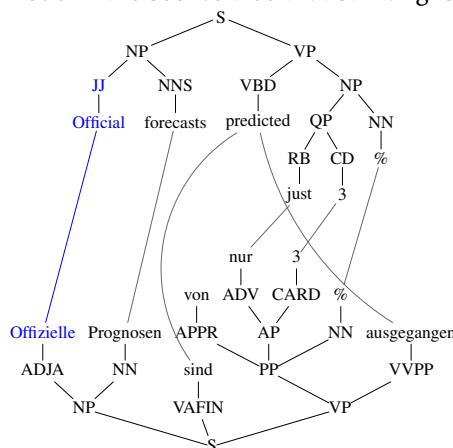 S
NP VP
JJ NNS VBD NP
Official forecasts predicted QP NN
RB CD %
just 3
nur 3
von ADV CARD %
Offizielle Prognosen APPR AP NN ausgegangen
ADJA NN sind PP VVPP
NP VAFIN VP
S